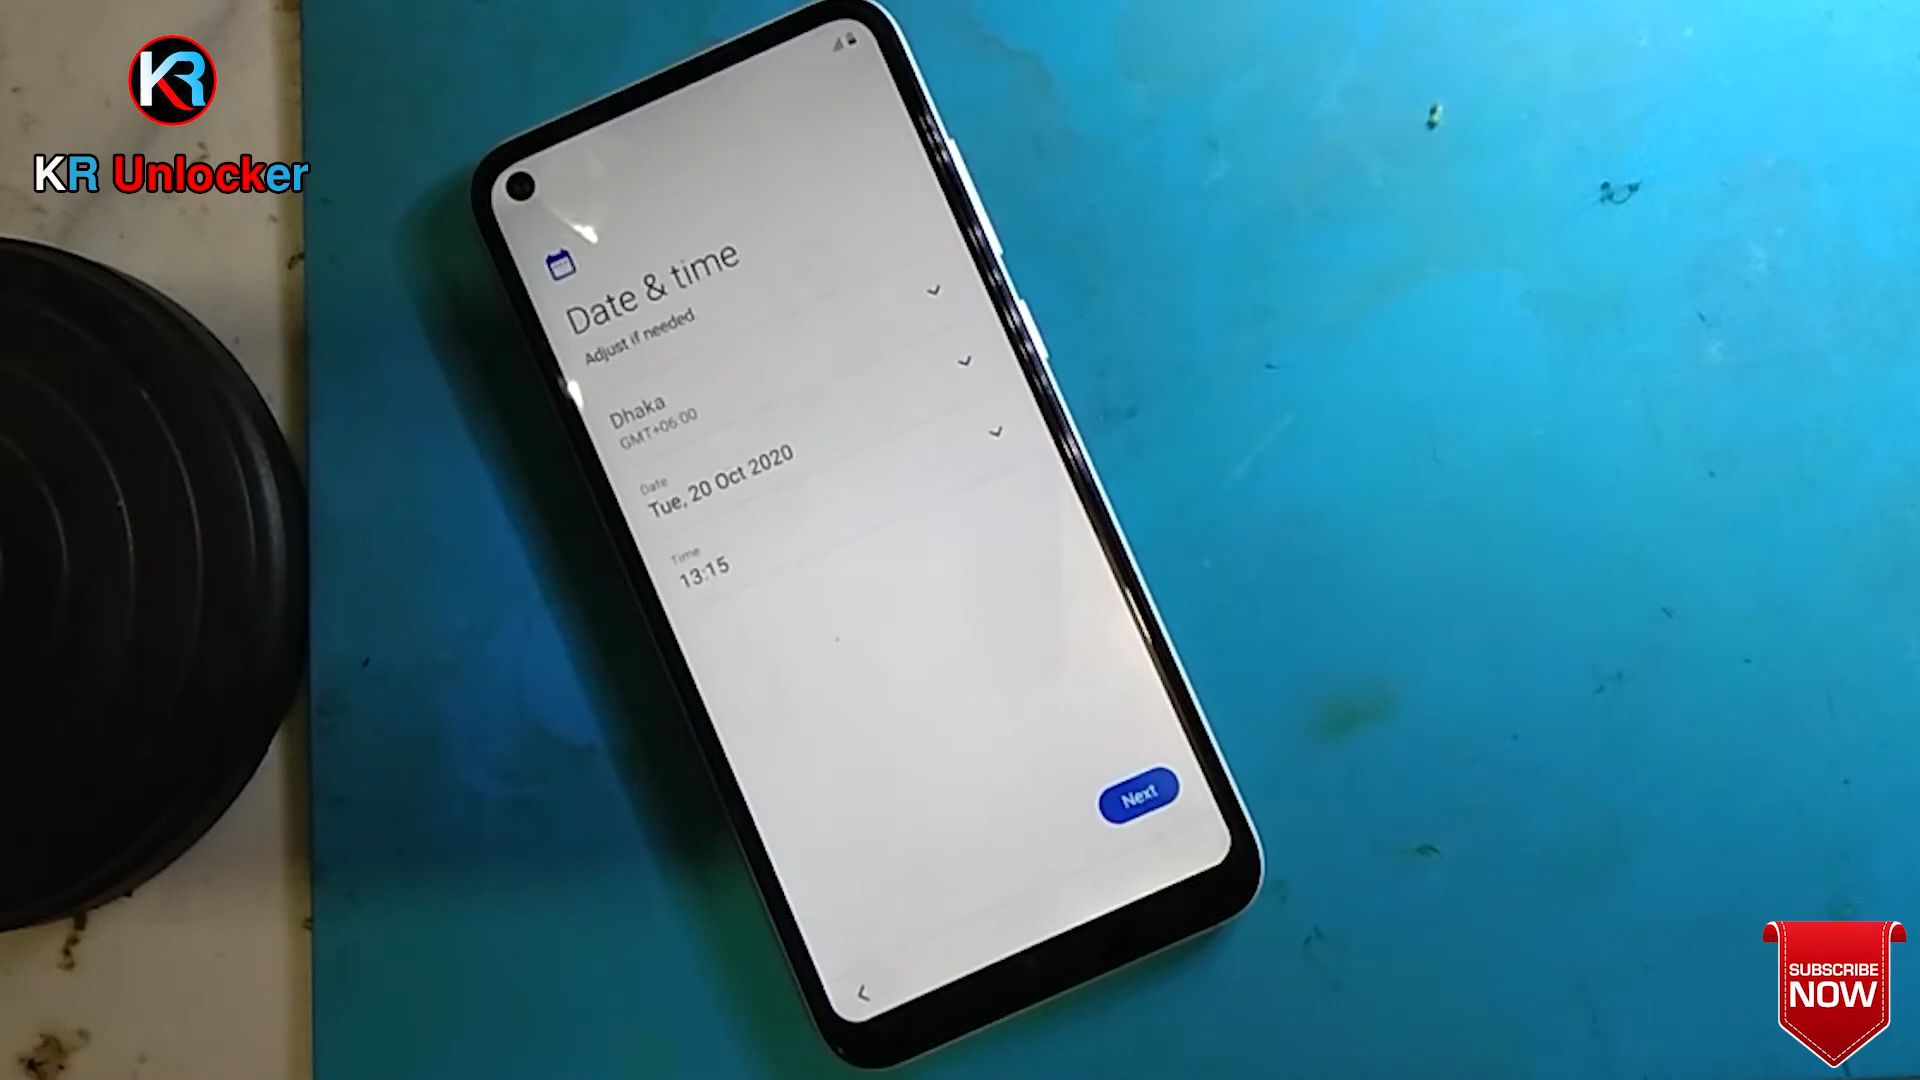 KR
KR Unlocker
Date & time
Adjust if needed
Dhaka
GMT+06:00
Date
Tue, 20 Oct 2020
Time
13:15
Next
SUBSCRIBE
NOW